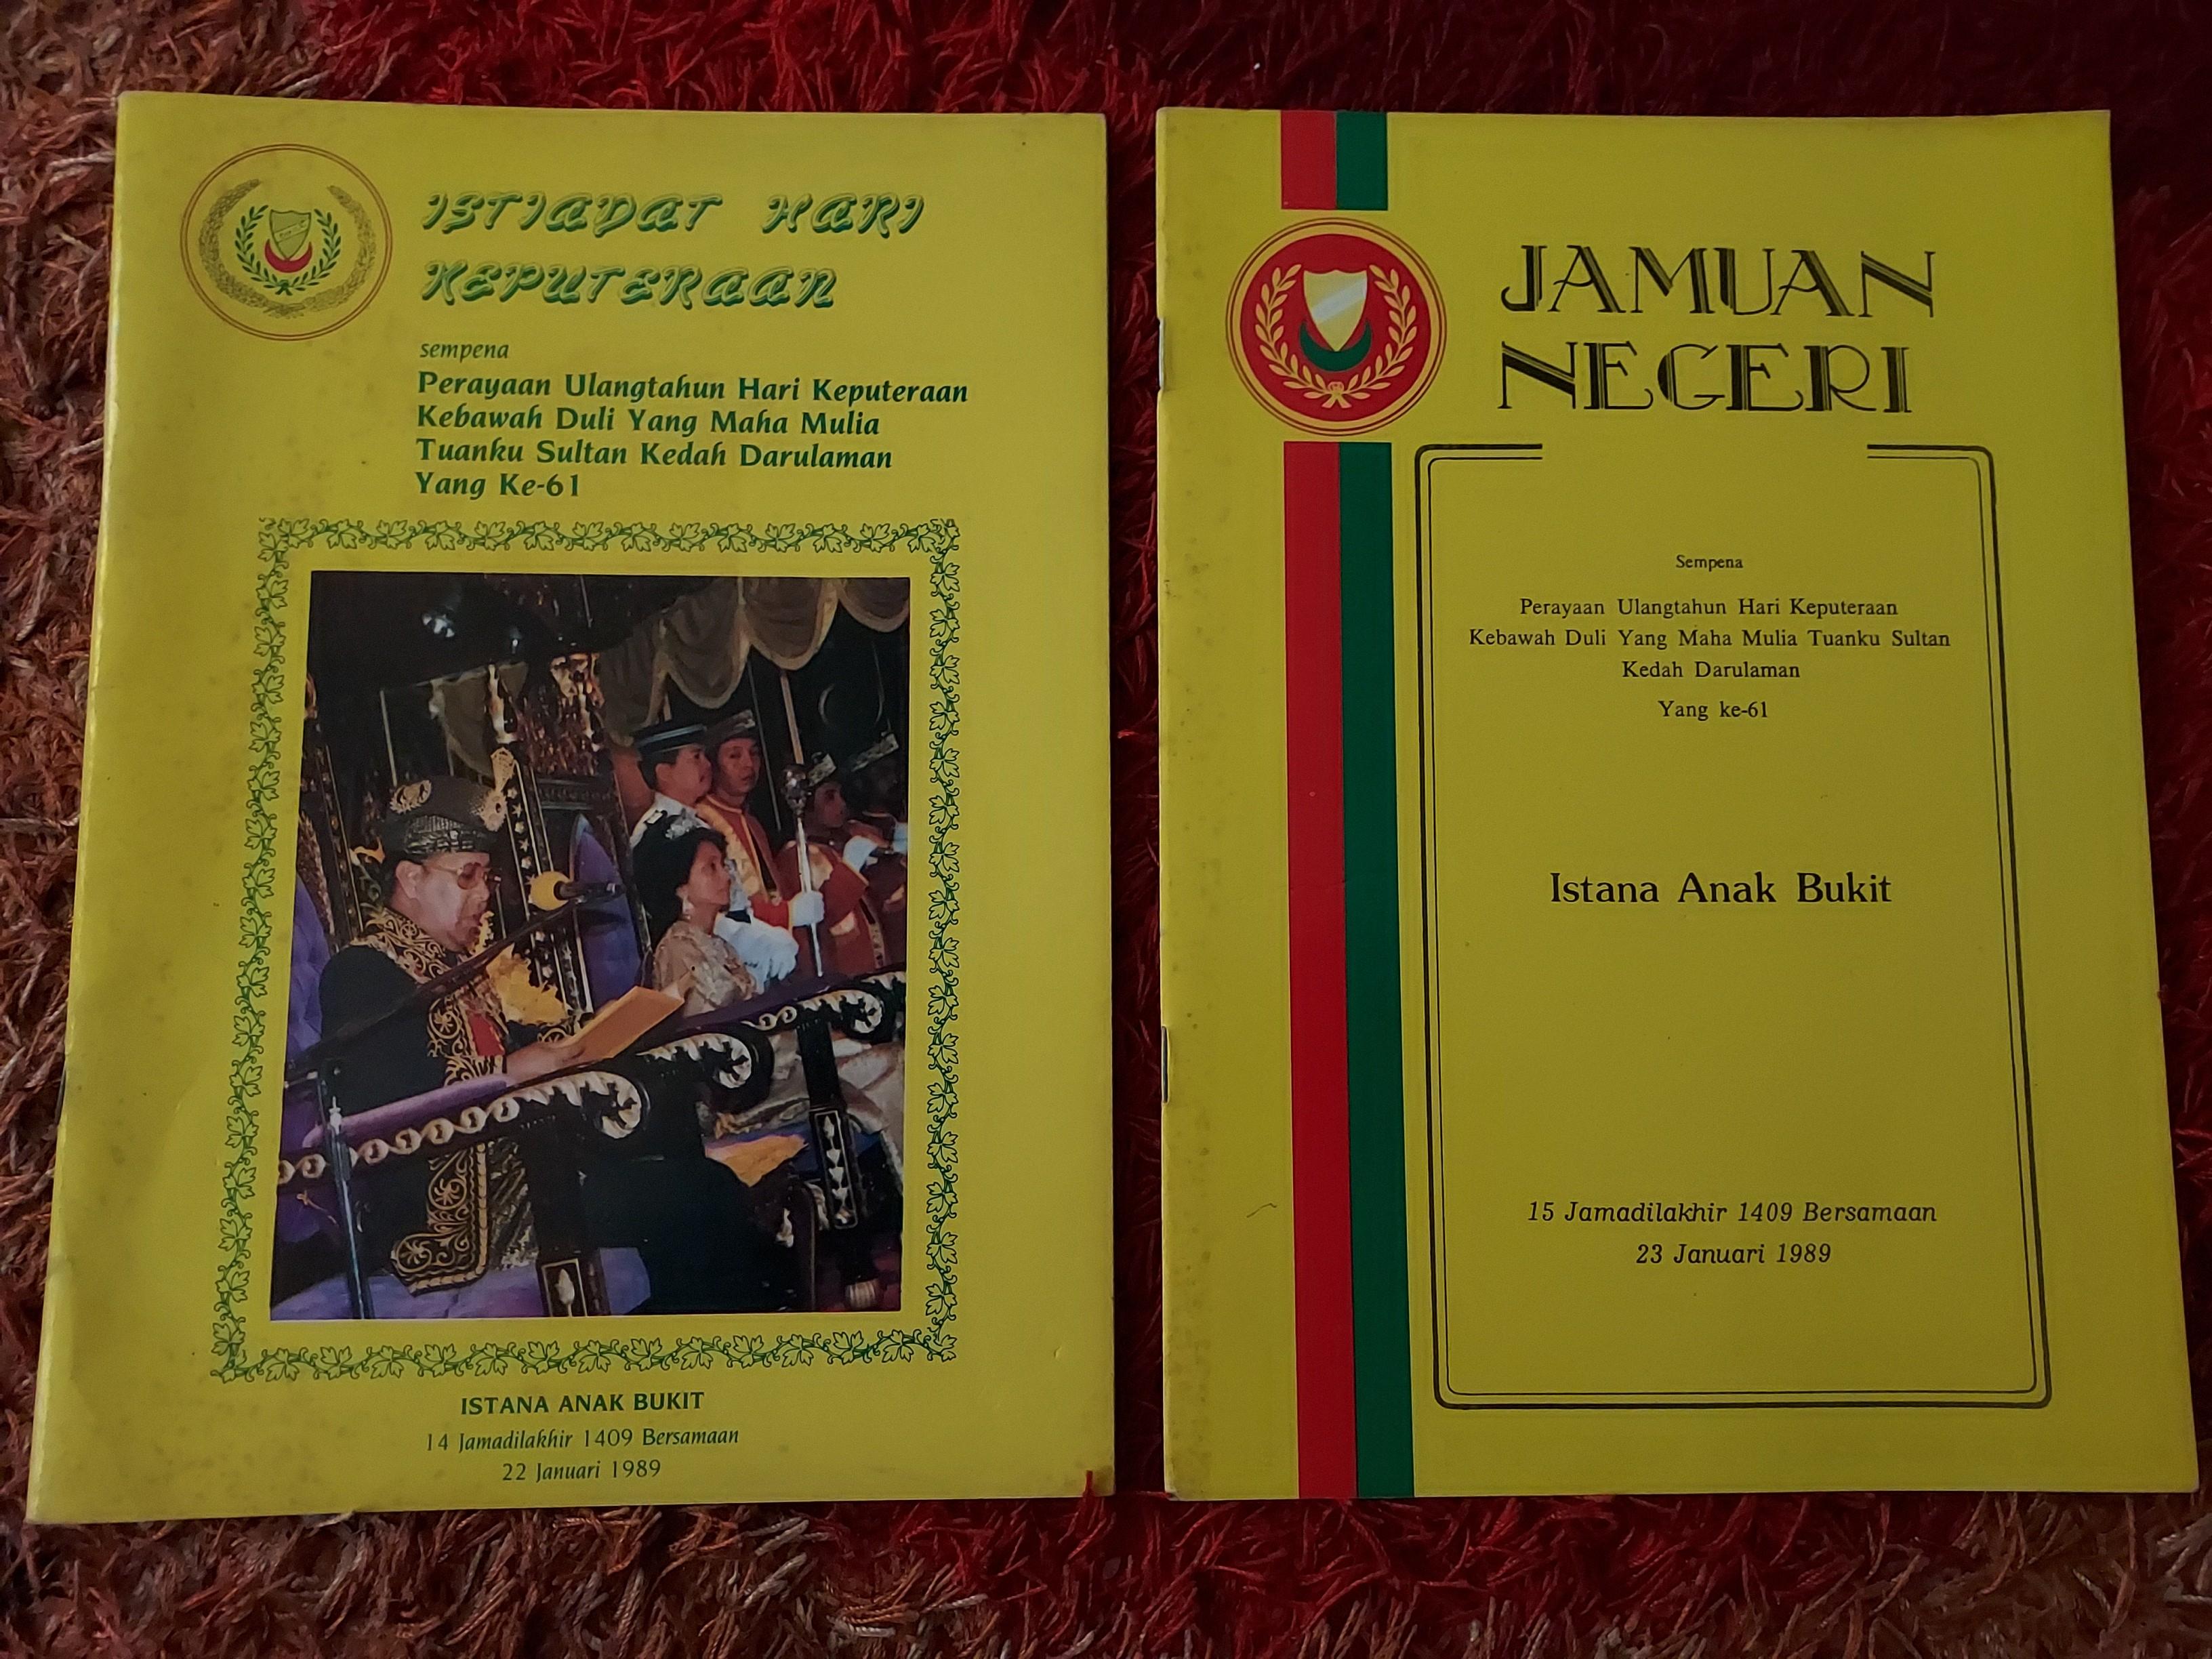 ISTIADAT HARI
KEPUTERAAN
sempena
Perayaan Ulangtahun Hari Keputeraan
Kebawah Duli Yang Maha Mulia
Tuanku Sultan Kedah Darulaman
Yang Ke-61
ISTANA ANAK BUKIT
14 Jamadilakhir 1409 Bersamaan
22 Januari 1989
JAMUAN
NEGERI
Sempena
Perayaan Ulangtahun Hari Keputeraan
Kebawah Duli Yang Maha Mulia Tuanku Sultan
Kedah Darulaman
Yang ke-61
Istana Anak Bukit
15 Jamadilakhir 1409 Bersamaan
23 Januari 1989